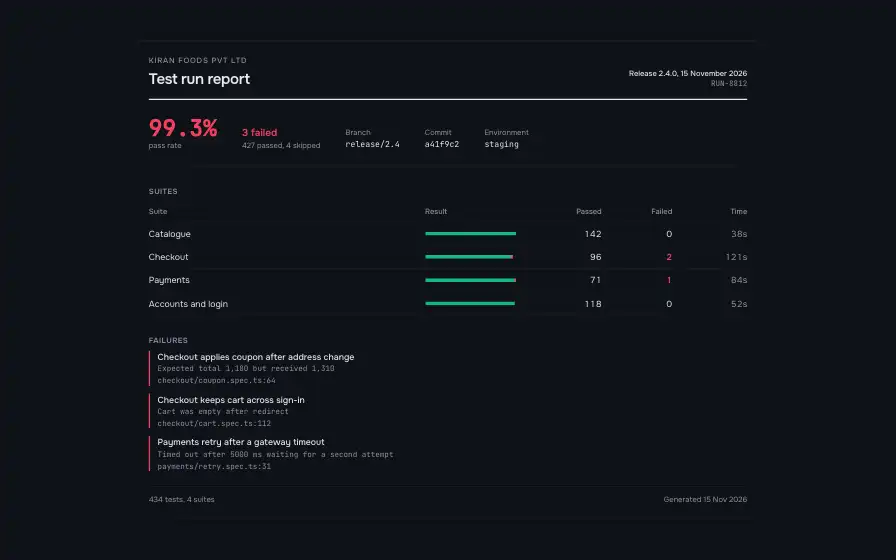 KIRAN FOODS PVT LTD
Test run report
Release 2.4.0, 15 November 2026
RUN-8812
99.3%
pass rate
3 failed
427 passed, 4 skipped
Branch
release/2.4
Commit
a41f9c2
Environment
staging
SUITES
Suite Result Passed Failed Time
Catalogue 142 0 38s
Checkout 96 2 121s
Payments 71 1 84s
Accounts and login 118 0 52s
FAILURES
Checkout applies coupon after address change
Expected total 1,180 but received 1,310
checkout/coupon.spec.ts:64
Checkout keeps cart across sign-in
Cart was empty after redirect
checkout/cart.spec.ts:112
Payments retry after a gateway timeout
Timed out after 5000 ms waiting for a second attempt
payments/retry.spec.ts:31
434 tests, 4 suites
Generated 15 Nov 2026